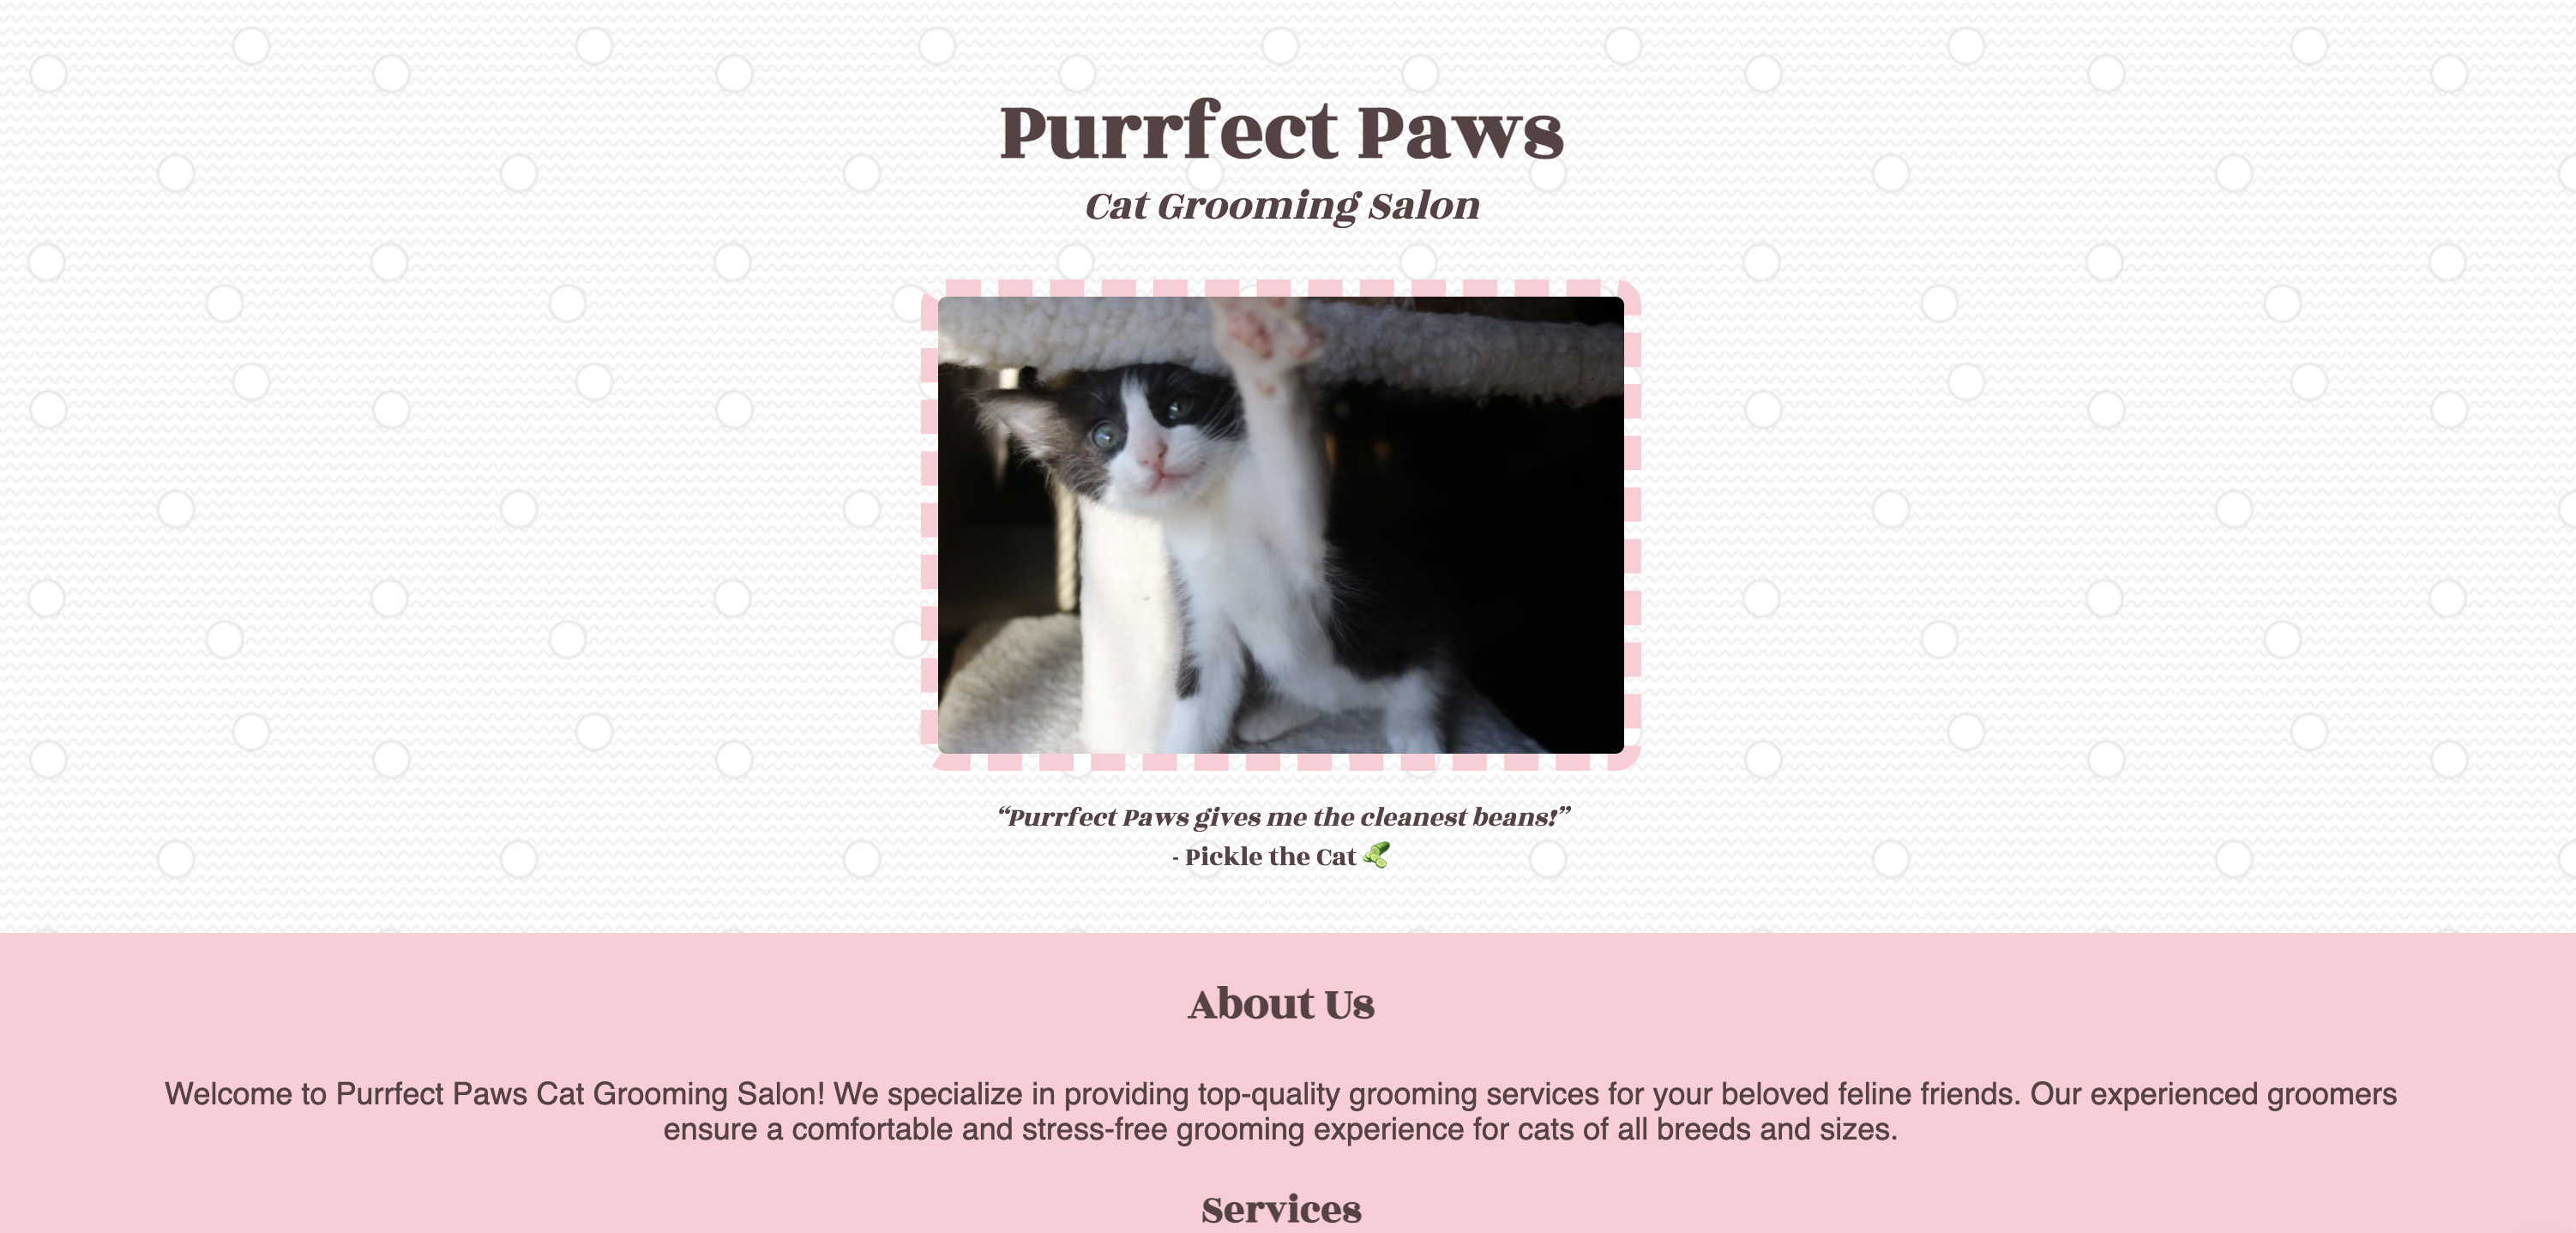 Purrfect Paws
Cat Grooming Salon
“Purrfect Paws gives me the cleanest beans!”
- Pickle the Cat 🥒
About Us
Welcome to Purrfect Paws Cat Grooming Salon! We specialize in providing top-quality grooming services for your beloved feline friends. Our experienced groomers
ensure a comfortable and stress-free grooming experience for cats of all breeds and sizes.
Services